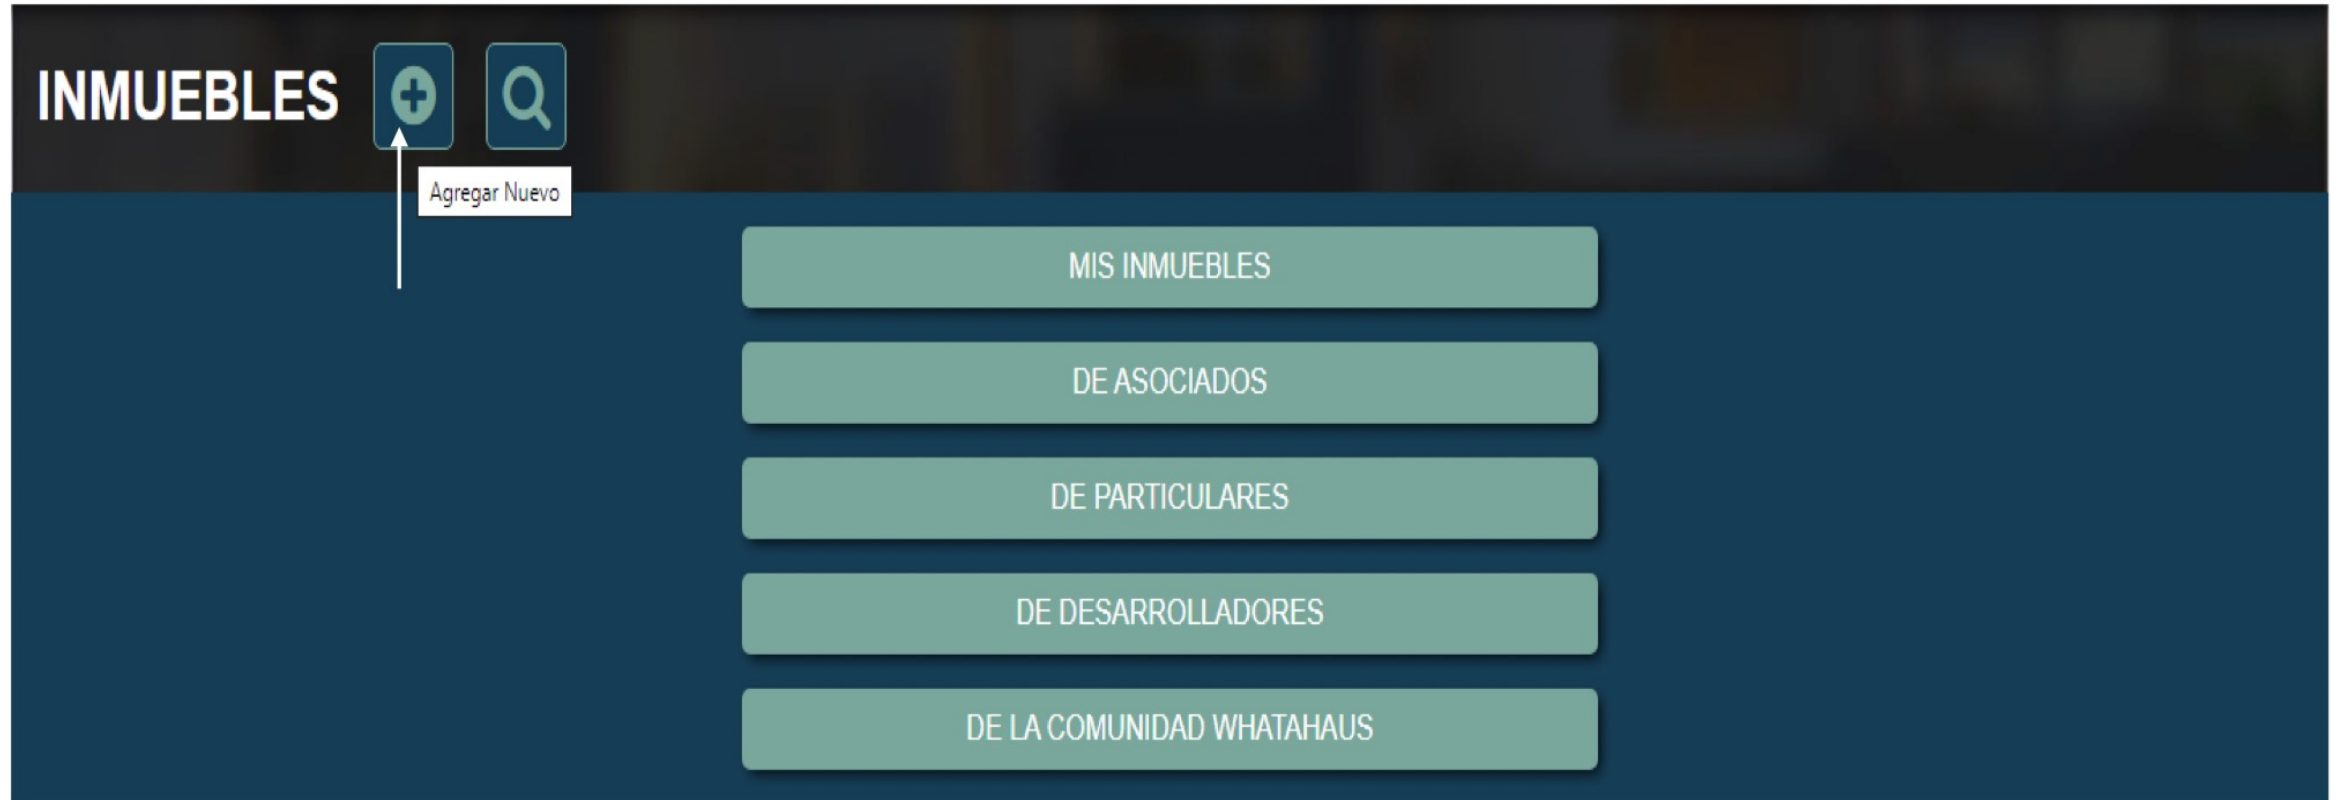 INMUEBLES
Agregar Nuevo
MIS INMUEBLES
DE ASOCIADOS
DE PARTICULARES
DE DESARROLLADORES
DE LA COMUNIDAD WHATAHAUS